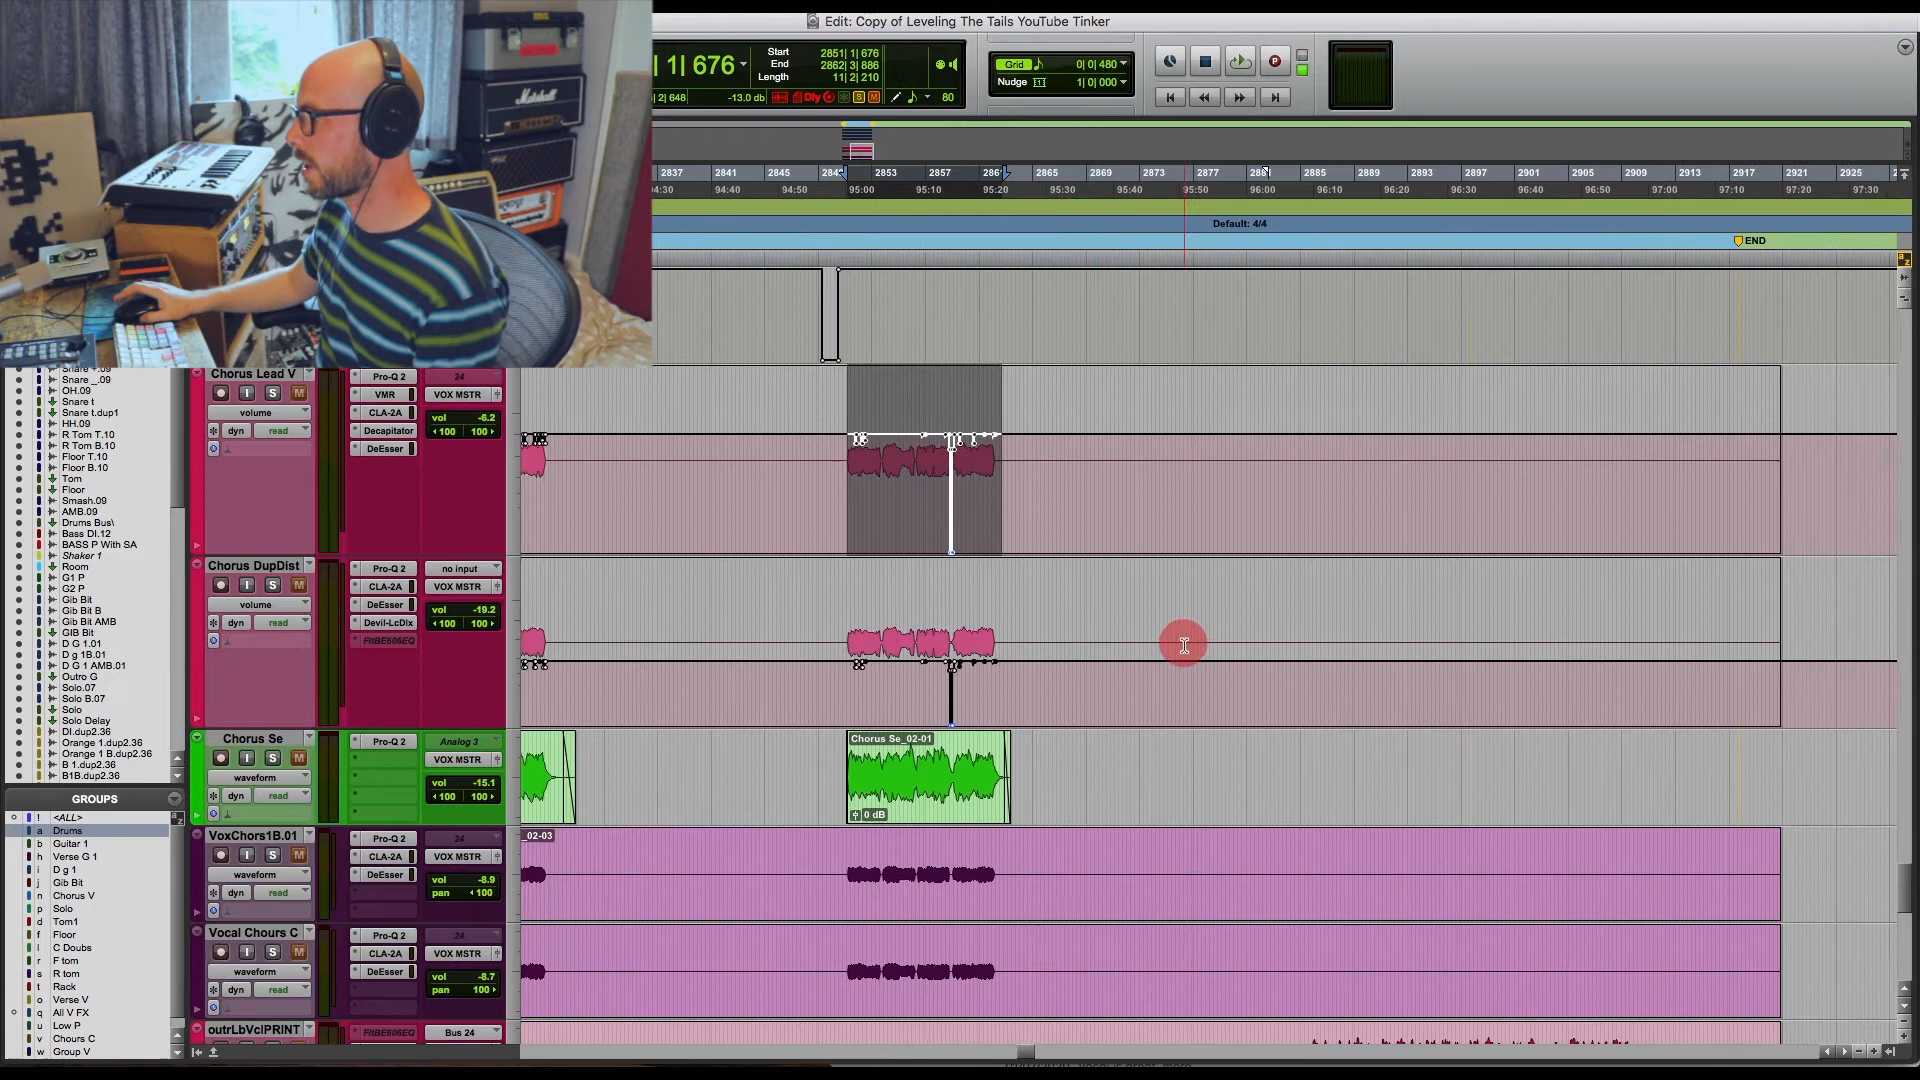 Edit: Copy of Leveling The Tails YouTube Tinker
1| 676
Start 2851| 1| 676
End 2862| 3| 886
Length 11| 2| 210
2| 648 -13.0 db Dly S M 80
Grid 0| 0| 480
Nudge 1| 0| 000
Marshall
2837 2841 2845 2853 2857 2865 2869 2873 2877 2885 2889 2893 2897 2901 2905 2909 2913 2917 2921 2925
94:30 94:40 94:50 95:00 95:10 95:20 95:30 95:40 95:50 96:00 96:10 96:20 96:30 96:40 96:50 97:00 97:10 97:20 97:30
Default: 4/4
END
Snare +.09
Snare _.09
OH.09
Snare t
Snare t.dup1
HH.09
R Tom T.10
R Tom B.10
Floor T.10
Floor B.10
Tom
Floor
Smash.09
AMB.09
Drums Bus\
Bass DI.12
BASS P With SA
Shaker 1
Room
G1 P
G2 P
Gib Bit
Gib Bit B
Gib Bit AMB
GIB Bit
D G 1.01
D g 1B.01
D G 1 AMB.01
Outro G
Solo.07
Solo B.07
Solo
Solo Delay
DI.dup2.36
Orange 1.dup2.36
Orange 1 B.dup2.36
B 1.dup2.36
B1B.dup2.36
GROUPS
! <ALL>
a Drums
b Guitar 1
h Verse G 1
i D g 1
j Gib Bit
n Chorus V
p Solo
d Tom1
f Floor
l C Doubs
r F tom
s R tom
t Rack
o Verse V
q All V FX
u Low P
v Chours C
w Group V
Chorus Lead V
I S M
volume
dyn read
Pro-Q 2
VMR
CLA-2A
Decapitator
DeEsser
24
VOX MSTR
vol -6.2
100 100
Chorus DupDist
I S M
volume
dyn read
Pro-Q 2
CLA-2A
DeEsser
Devil-LcDlx
FltBE606EQ
no input
VOX MSTR
vol -19.2
100 100
Chorus Se
I S M
waveform
dyn read
Pro-Q 2
Analog 3
VOX MSTR
vol -15.1
100 100
Chorus Se_02-01
0 dB
VoxChors1B.01
I S M
waveform
dyn read
Pro-Q 2
CLA-2A
DeEsser
24
VOX MSTR
vol -8.9
pan 100
_02-03
Vocal Chours C
I S M
waveform
dyn read
Pro-Q 2
CLA-2A
DeEsser
24
VOX MSTR
vol -8.7
pan 100
outrLbVclPRINT
FltBE606EQ
Bus 24